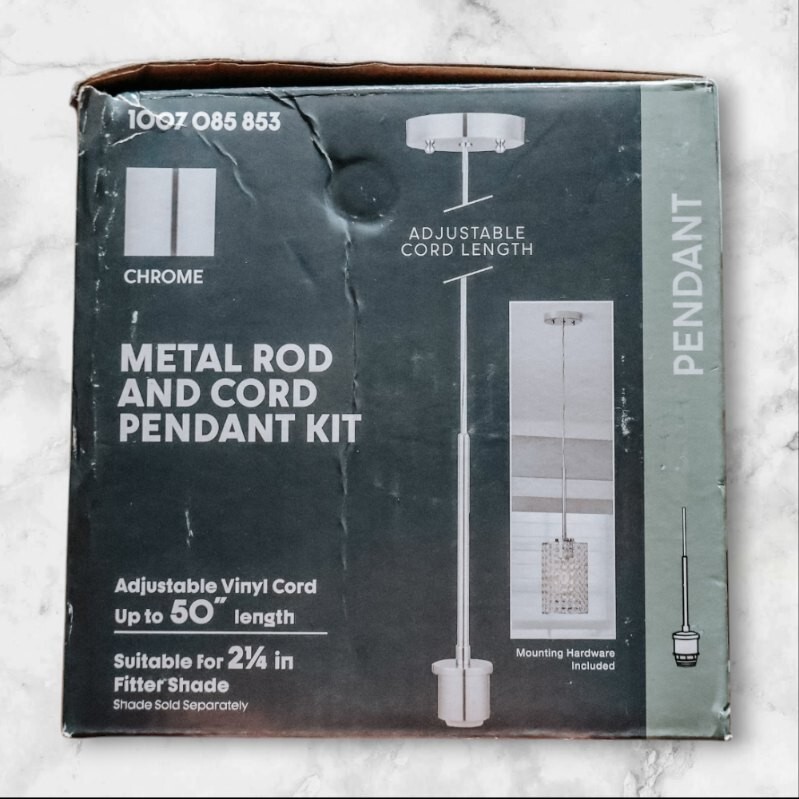 1007 085 853
CHROME
ADJUSTABLE
CORD LENGTH
METAL ROD
AND CORD
PENDANT KIT
Adjustable Vinyl Cord
Up to 50" length
Suitable For 2¼ in
Fitter Shade
Shade Sold Separately
Mounting Hardware
Included
PENDANT